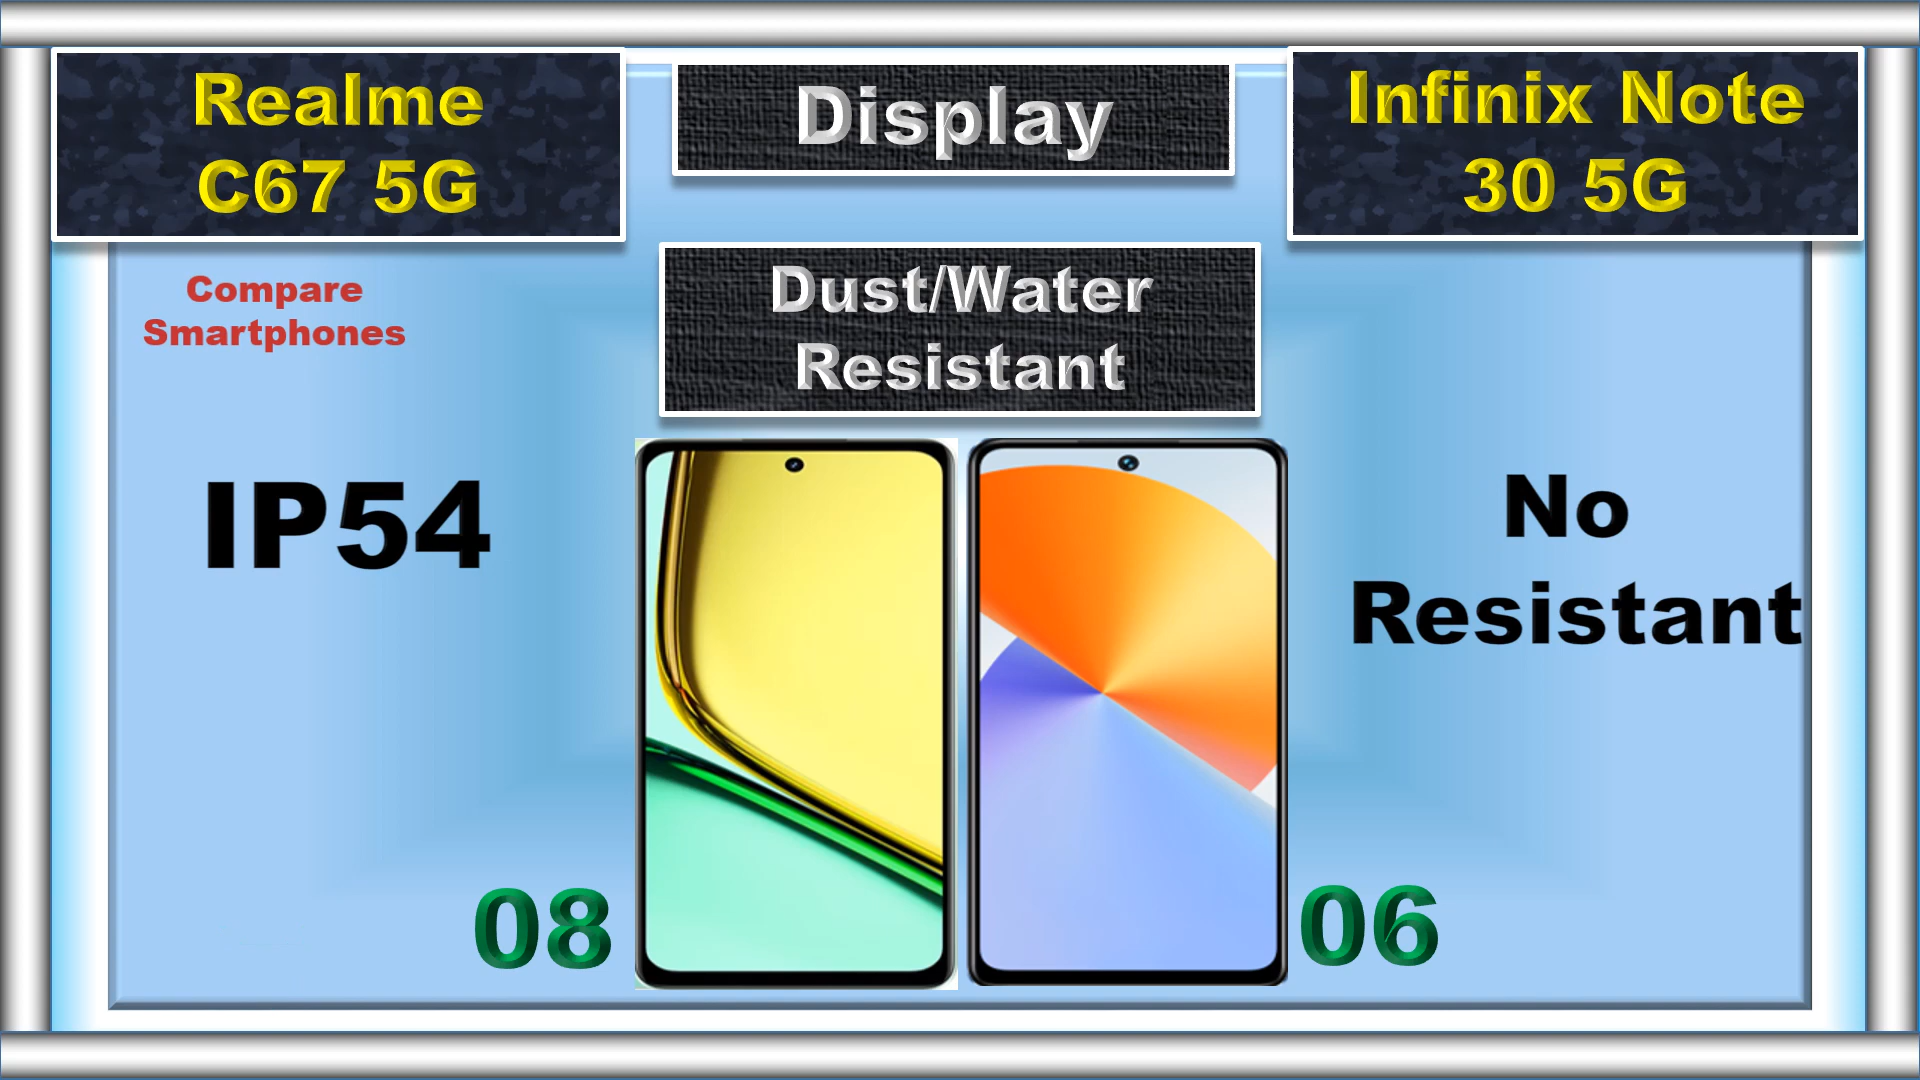 Realme
C67 5G
Display
Infinix Note
30 5G
Compare
Smartphones
Dust/Water
Resistant
IP54
No
Resistant
08
06